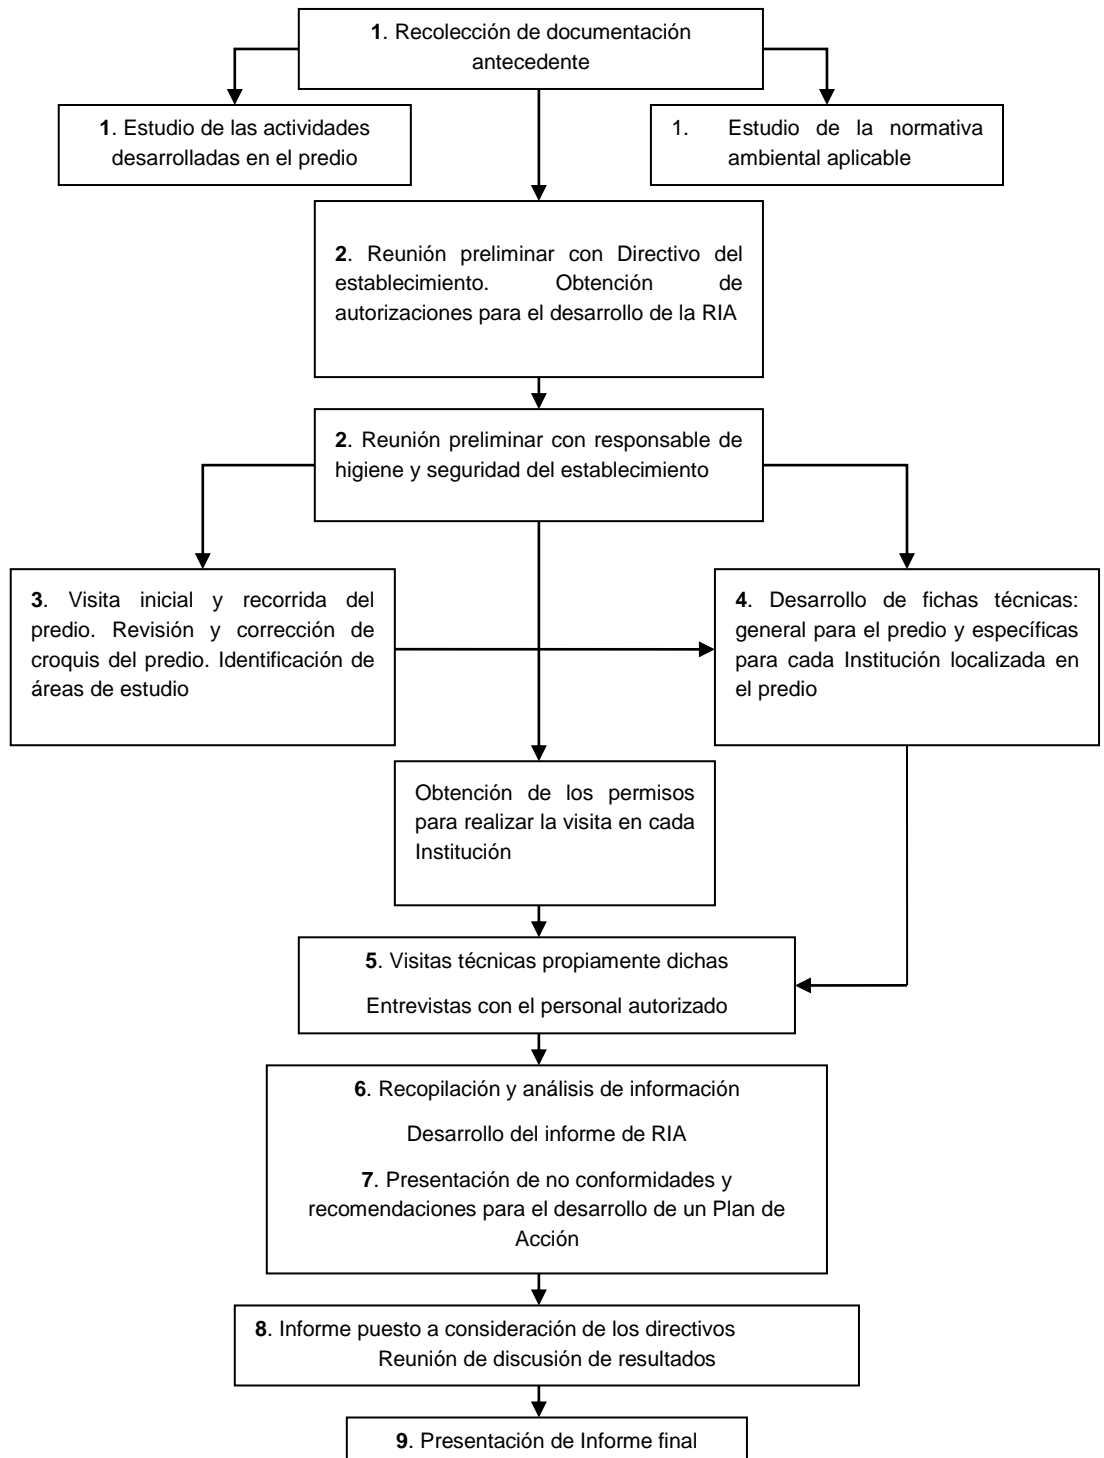 1. Recolección de documentación
antecedente
1. Estudio de las actividades
desarrolladas en el predio
1. Estudio de la normativa
ambiental aplicable
2. Reunión preliminar con Directivo del
establecimiento. Obtención de
autorizaciones para el desarrollo de la RIA
2. Reunión preliminar con responsable de
higiene y seguridad del establecimiento
3. Visita inicial y recorrida del
predio. Revisión y corrección de
croquis del predio. Identificación de
áreas de estudio
4. Desarrollo de fichas técnicas:
general para el predio y específicas
para cada Institución localizada en
el predio
Obtención de los permisos
para realizar la visita en cada
Institución
5. Visitas técnicas propiamente dichas
Entrevistas con el personal autorizado
6. Recopilación y análisis de información
Desarrollo del informe de RIA
7. Presentación de no conformidades y
recomendaciones para el desarrollo de un Plan de
Acción
8. Informe puesto a consideración de los directivos
Reunión de discusión de resultados
9. Presentación de Informe final